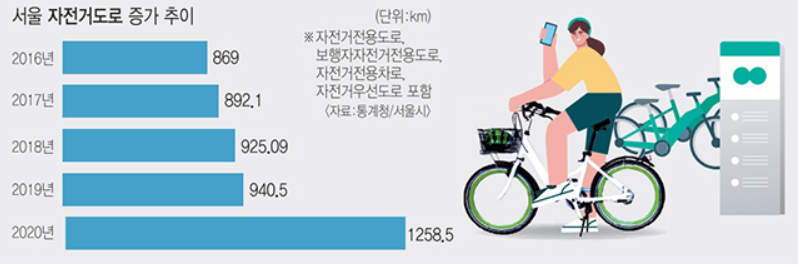 서울 자전거도로 증가 추이
(단위:km)
※자전거전용도로,
보행자자전거전용도로,
자전거전용차로,
자전거우선도로 포함
〈자료:통계청/서울시〉
2016년 869
2017년 892.1
2018년 925.09
2019년 940.5
2020년 1258.5